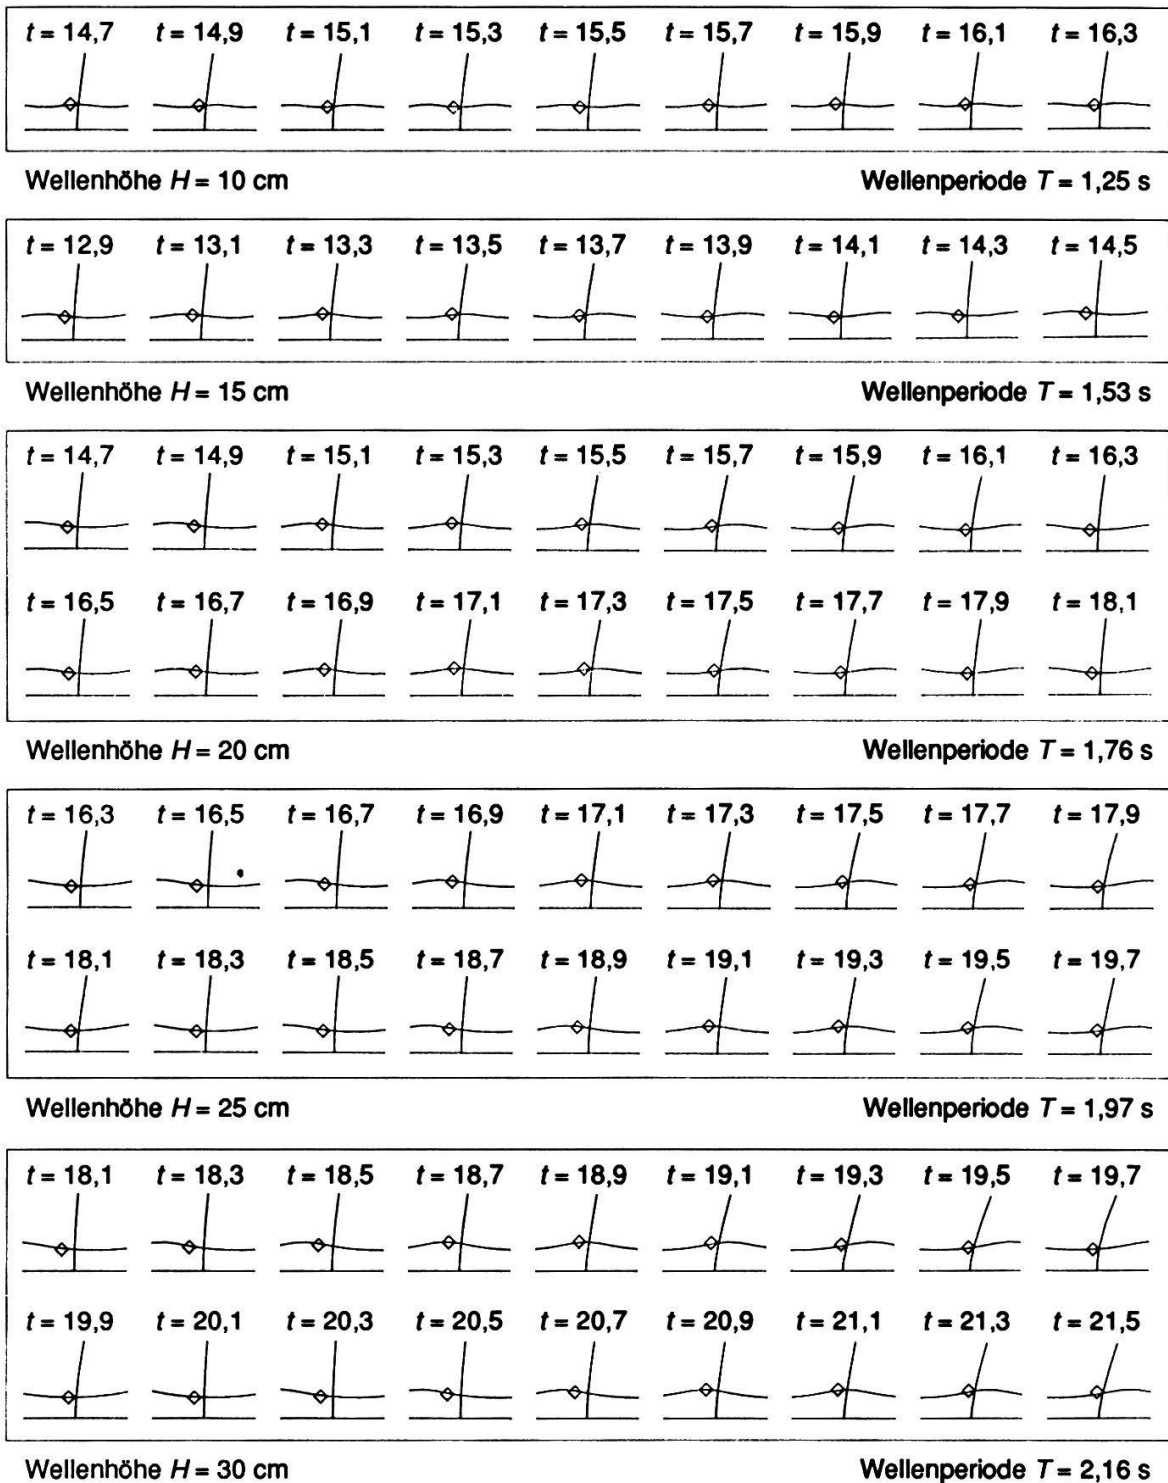 t = 14,7 t = 14,9 t = 15,1 t = 15,3 t = 15,5 t = 15,7 t = 15,9 t = 16,1 t = 16,3
Wellenhöhe H = 10 cm Wellenperiode T = 1,25 s
t = 12,9 t = 13,1 t = 13,3 t = 13,5 t = 13,7 t = 13,9 t = 14,1 t = 14,3 t = 14,5
Wellenhöhe H = 15 cm Wellenperiode T = 1,53 s
t = 14,7 t = 14,9 t = 15,1 t = 15,3 t = 15,5 t = 15,7 t = 15,9 t = 16,1 t = 16,3
t = 16,5 t = 16,7 t = 16,9 t = 17,1 t = 17,3 t = 17,5 t = 17,7 t = 17,9 t = 18,1
Wellenhöhe H = 20 cm Wellenperiode T = 1,76 s
t = 16,3 t = 16,5 t = 16,7 t = 16,9 t = 17,1 t = 17,3 t = 17,5 t = 17,7 t = 17,9
t = 18,1 t = 18,3 t = 18,5 t = 18,7 t = 18,9 t = 19,1 t = 19,3 t = 19,5 t = 19,7
Wellenhöhe H = 25 cm Wellenperiode T = 1,97 s
t = 18,1 t = 18,3 t = 18,5 t = 18,7 t = 18,9 t = 19,1 t = 19,3 t = 19,5 t = 19,7
t = 19,9 t = 20,1 t = 20,3 t = 20,5 t = 20,7 t = 20,9 t = 21,1 t = 21,3 t = 21,5
Wellenhöhe H = 30 cm Wellenperiode T = 2,16 s